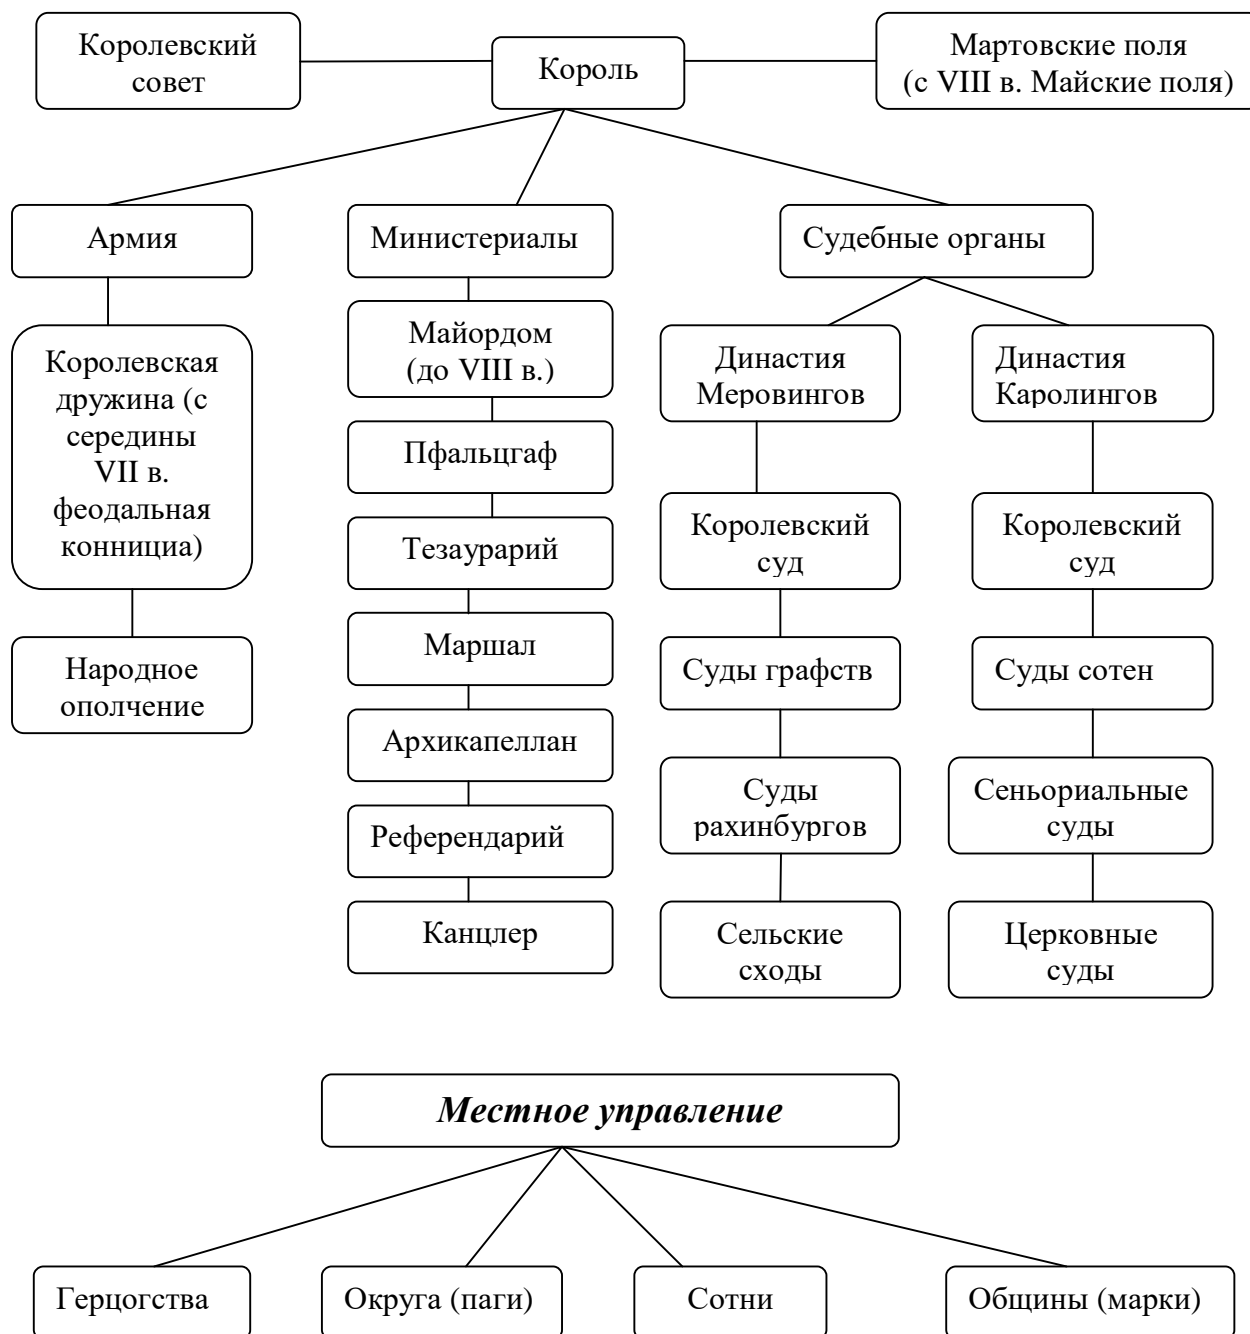 Королевский
совет
Король
Мартовские поля
(с VIII в. Майские поля)
Армия
Министериалы
Судебные органы
Королевская
дружина (с
середины
VII в.
феодальная
коннициа)
Народное
ополчение
Майордом
(до VIII в.)
Пфальцгаф
Тезаурарий
Маршал
Архикапеллан
Референдарий
Канцлер
Династия
Меровингов
Королевский
суд
Суды графств
Суды
рахинбургов
Сельские
сходы
Династия
Каролингов
Королевский
суд
Суды сотен
Сеньориальные
суды
Церковные
суды
Местное управление
Герцогства
Округа (паги)
Сотни
Общины (марки)